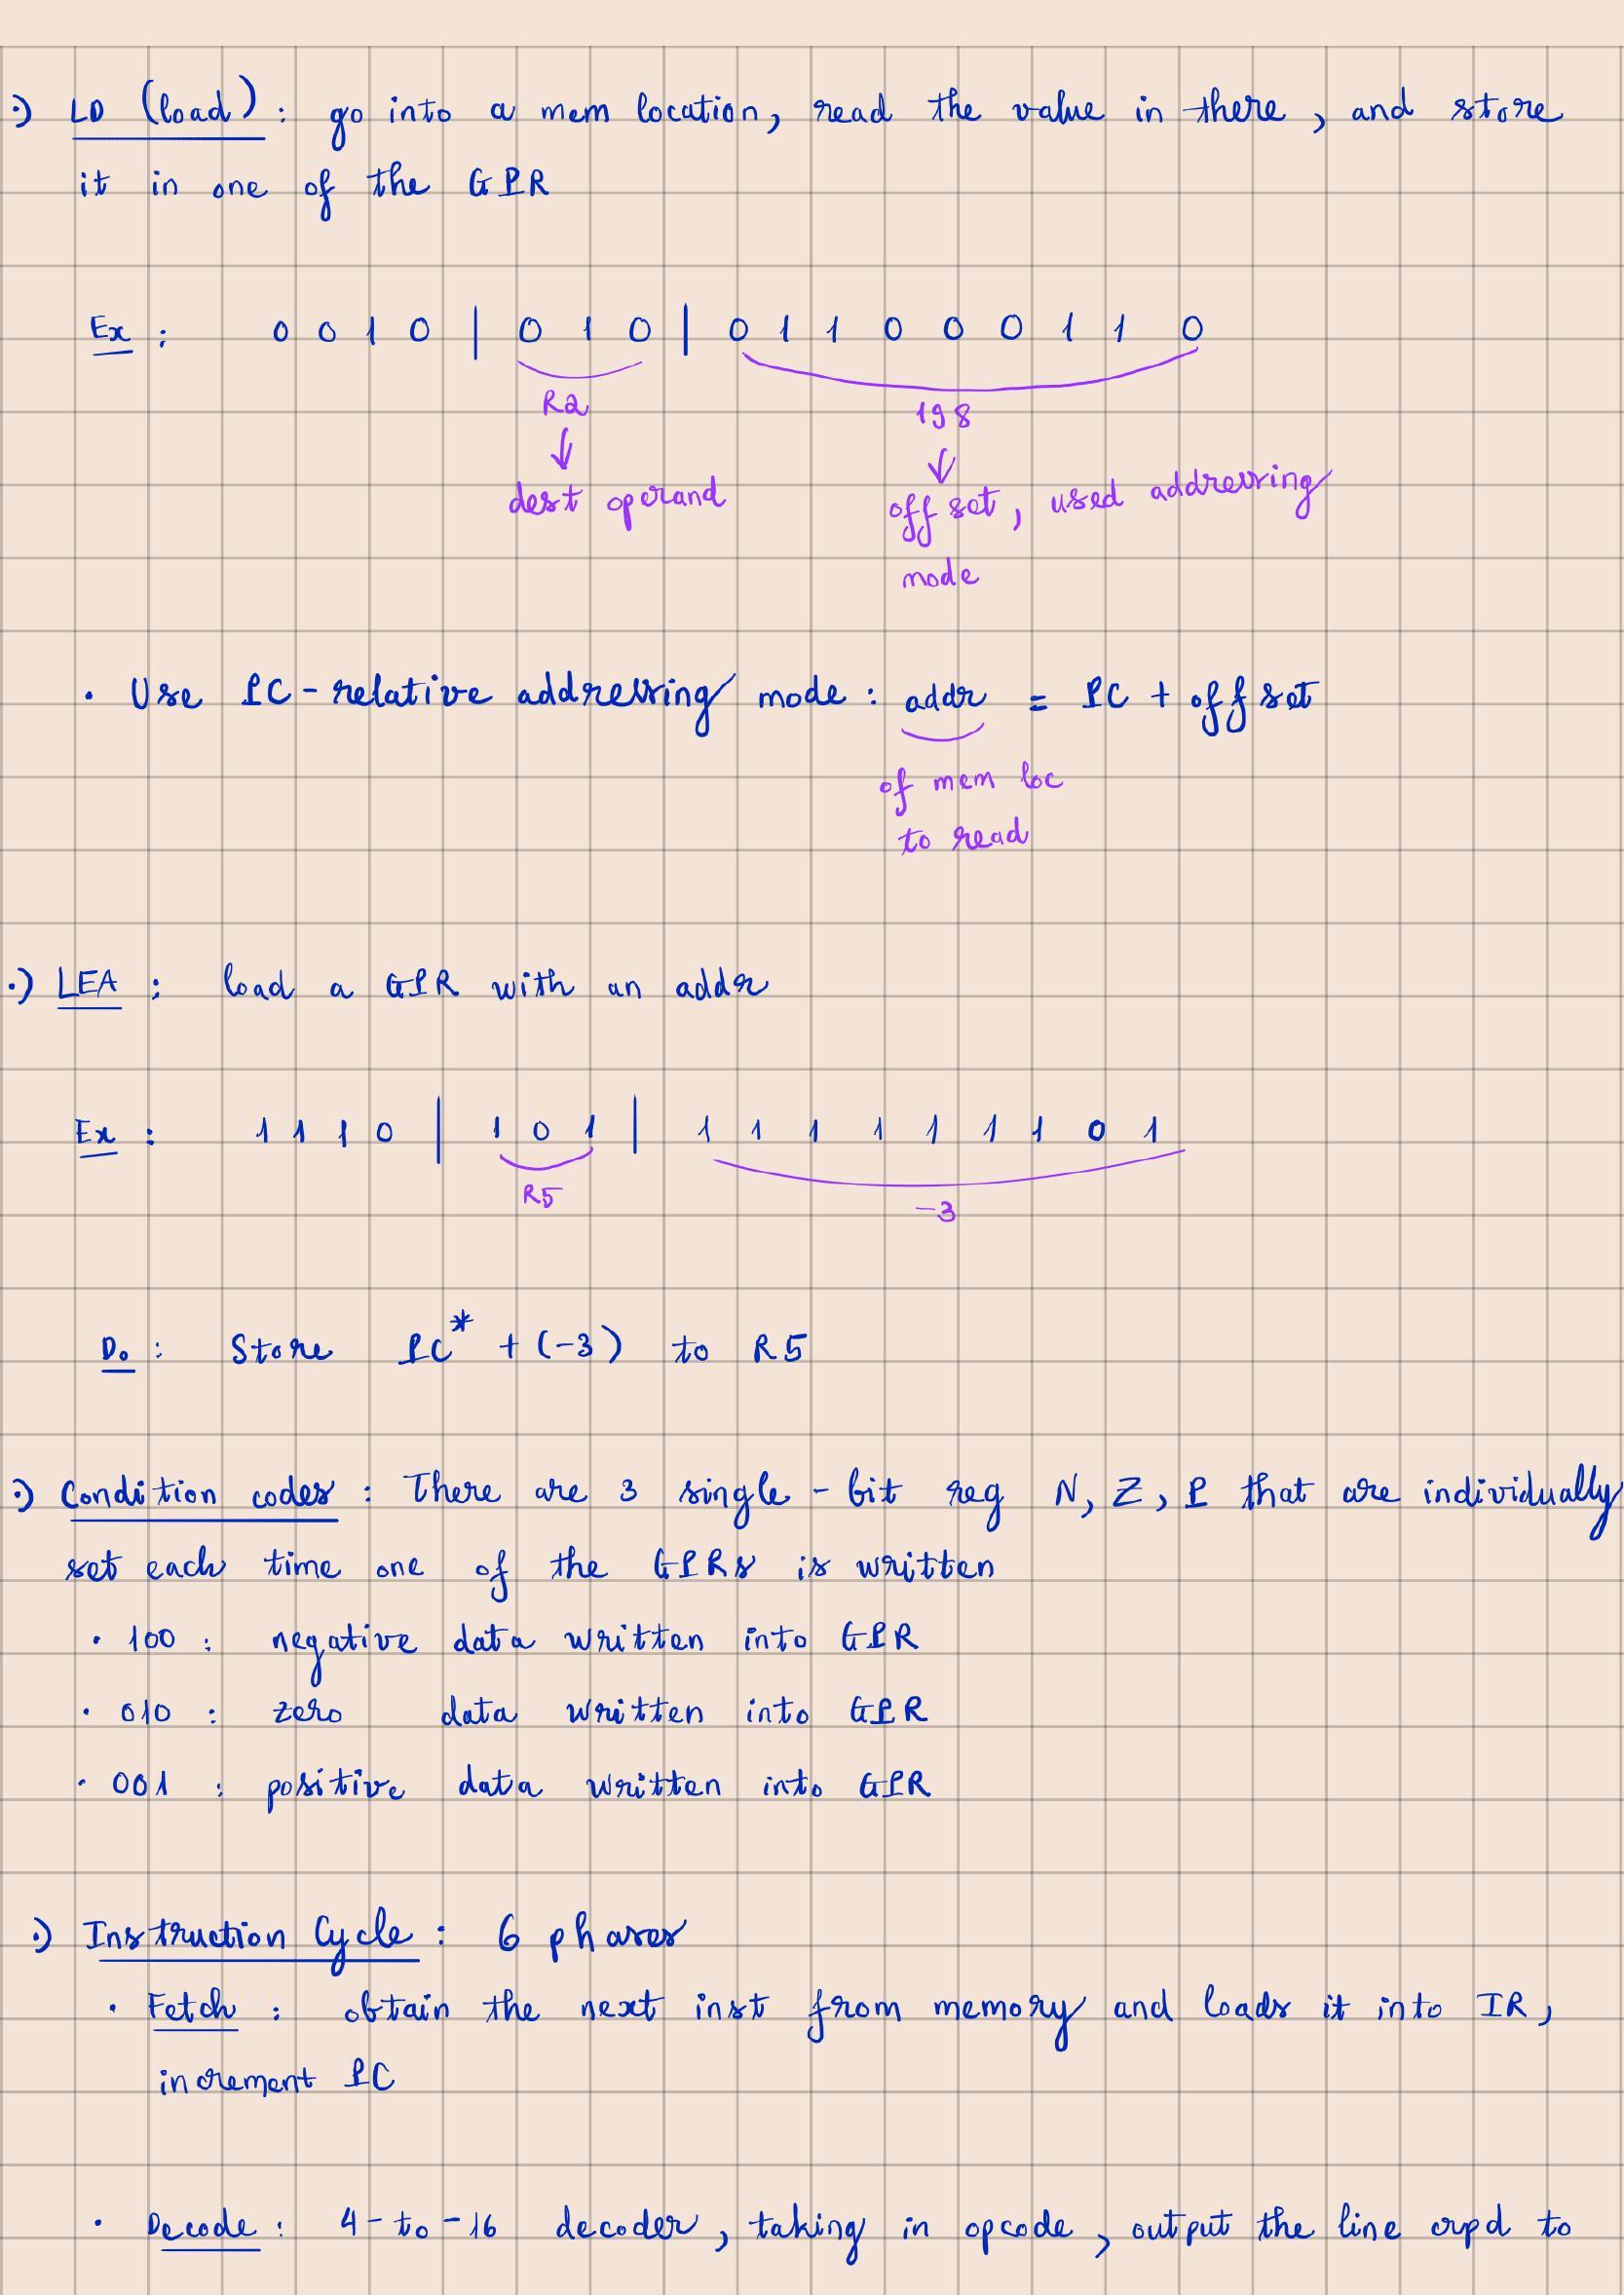 ·) LD (load) : go into a mem location, read the value in there, and store
it in one of the GPR
Ex : 0 0 1 0 | 0 1 0 | 0 1 1 0 0 0 1 1 0
R2 198
↓ ↓
dest operand offset, used addressing
mode
· Use PC-relative addressing mode : addr = PC + offset
of mem loc
to read
·) LEA : load a GPR with an addr
Ex : 1 1 1 0 | 1 0 1 | 1 1 1 1 1 1 1 0 1
R5 -3
Do : Store PC* + (-3) to R5
·) Condition codes : There are 3 single-bit reg N, Z, P that are individually
set each time one of the GPRs is written
· 100 : negative data written into GPR
· 010 : zero data written into GPR
· 001 : positive data written into GPR
·) Instruction Cycle : 6 phases
· Fetch : obtain the next inst from memory and loads it into IR,
increment PC
· Decode : 4-to-16 decoder, taking in opcode, output the line crpd to